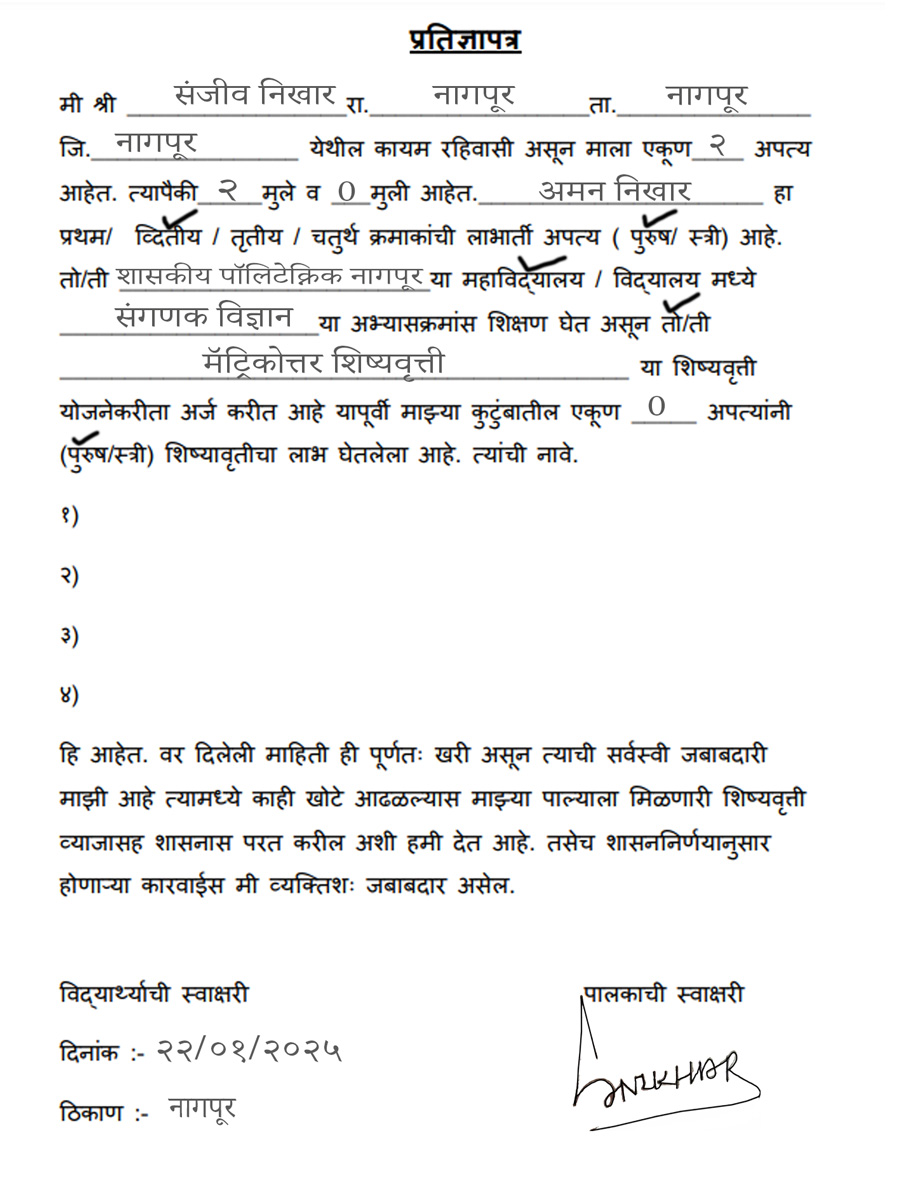 प्रतिज्ञापत्र
मी श्री संजीव निखार रा. नागपूर ता. नागपूर
जि. नागपूर येथील कायम रहिवासी असून माला एकूण २ अपत्य
आहेत. त्यापैकी २ मुले व 0 मुली आहेत. अमन निखार हा
प्रथम/ व्दितीय / तृतीय / चतुर्थ क्रमाकांची लाभार्ती अपत्य ( पुरुष/ स्त्री) आहे.
तो/ती शासकीय पॉलिटेक्निक नागपूर या महाविद्यालय / विद्यालय मध्ये
संगणक विज्ञान या अभ्यासक्रमांस शिक्षण घेत असून तो/ती
मॅट्रिकोत्तर शिष्यवृत्ती या शिष्यवृत्ती
योजनेकरीता अर्ज करीत आहे यापूर्वी माझ्या कुटुंबातील एकूण 0 अपत्यांनी
(पुरुष/स्त्री) शिष्यावृतीचा लाभ घेतलेला आहे. त्यांची नावे.
१)
२)
३)
४)
हि आहेत. वर दिलेली माहिती ही पूर्णतः खरी असून त्याची सर्वस्वी जबाबदारी
माझी आहे त्यामध्ये काही खोटे आढळल्यास माझ्या पाल्याला मिळणारी शिष्यवृत्ती
व्याजासह शासनास परत करील अशी हमी देत आहे. तसेच शासननिर्णयानुसार
होणाऱ्या कारवाईस मी व्यक्तिशः जबाबदार असेल.
विद्यार्थ्याची स्वाक्षरी पालकाची स्वाक्षरी
दिनांक :- २२/०१/२०२५
ठिकाण :- नागपूर